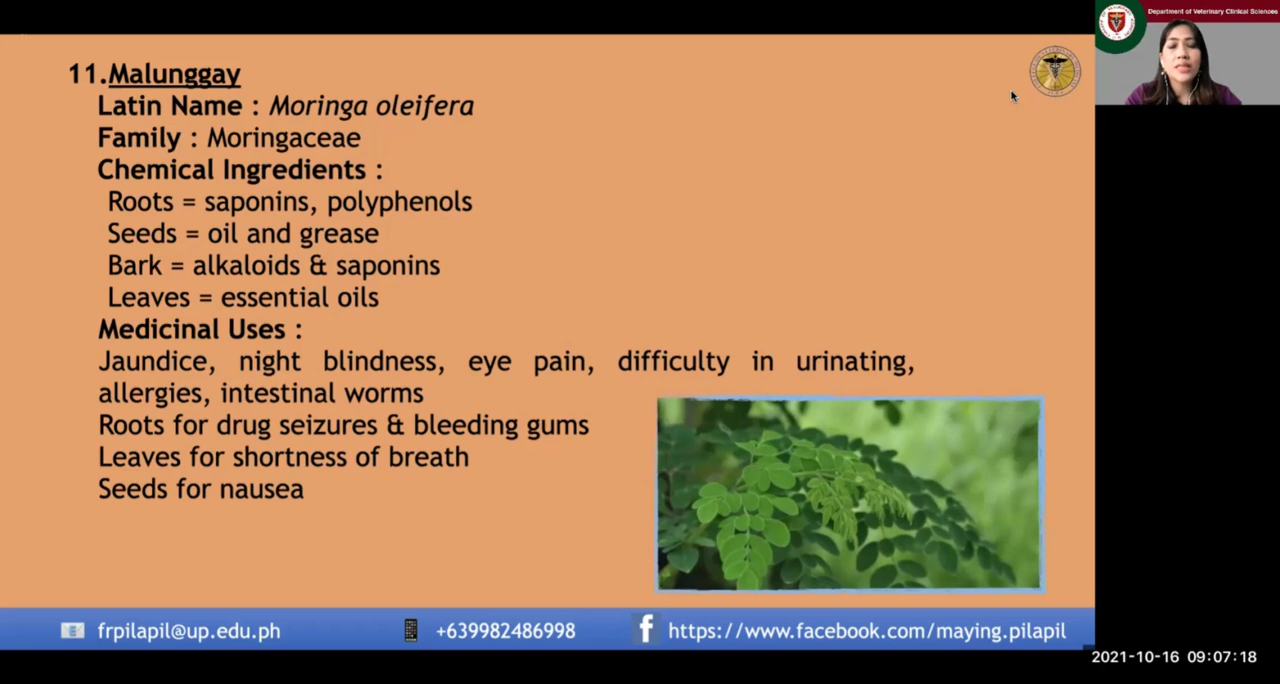 Department of Veterinary Clinical Sciences
11.Malunggay
Latin Name : Moringa oleifera
Family : Moringaceae
Chemical Ingredients :
Roots = saponins, polyphenols
Seeds = oil and grease
Bark = alkaloids & saponins
Leaves = essential oils
Medicinal Uses :
Jaundice, night blindness, eye pain, difficulty in urinating,
allergies, intestinal worms
Roots for drug seizures & bleeding gums
Leaves for shortness of breath
Seeds for nausea
frpilapil@up.edu.ph +639982486998 f https://www.facebook.com/maying.pilapil
2021-10-16 09:07:18